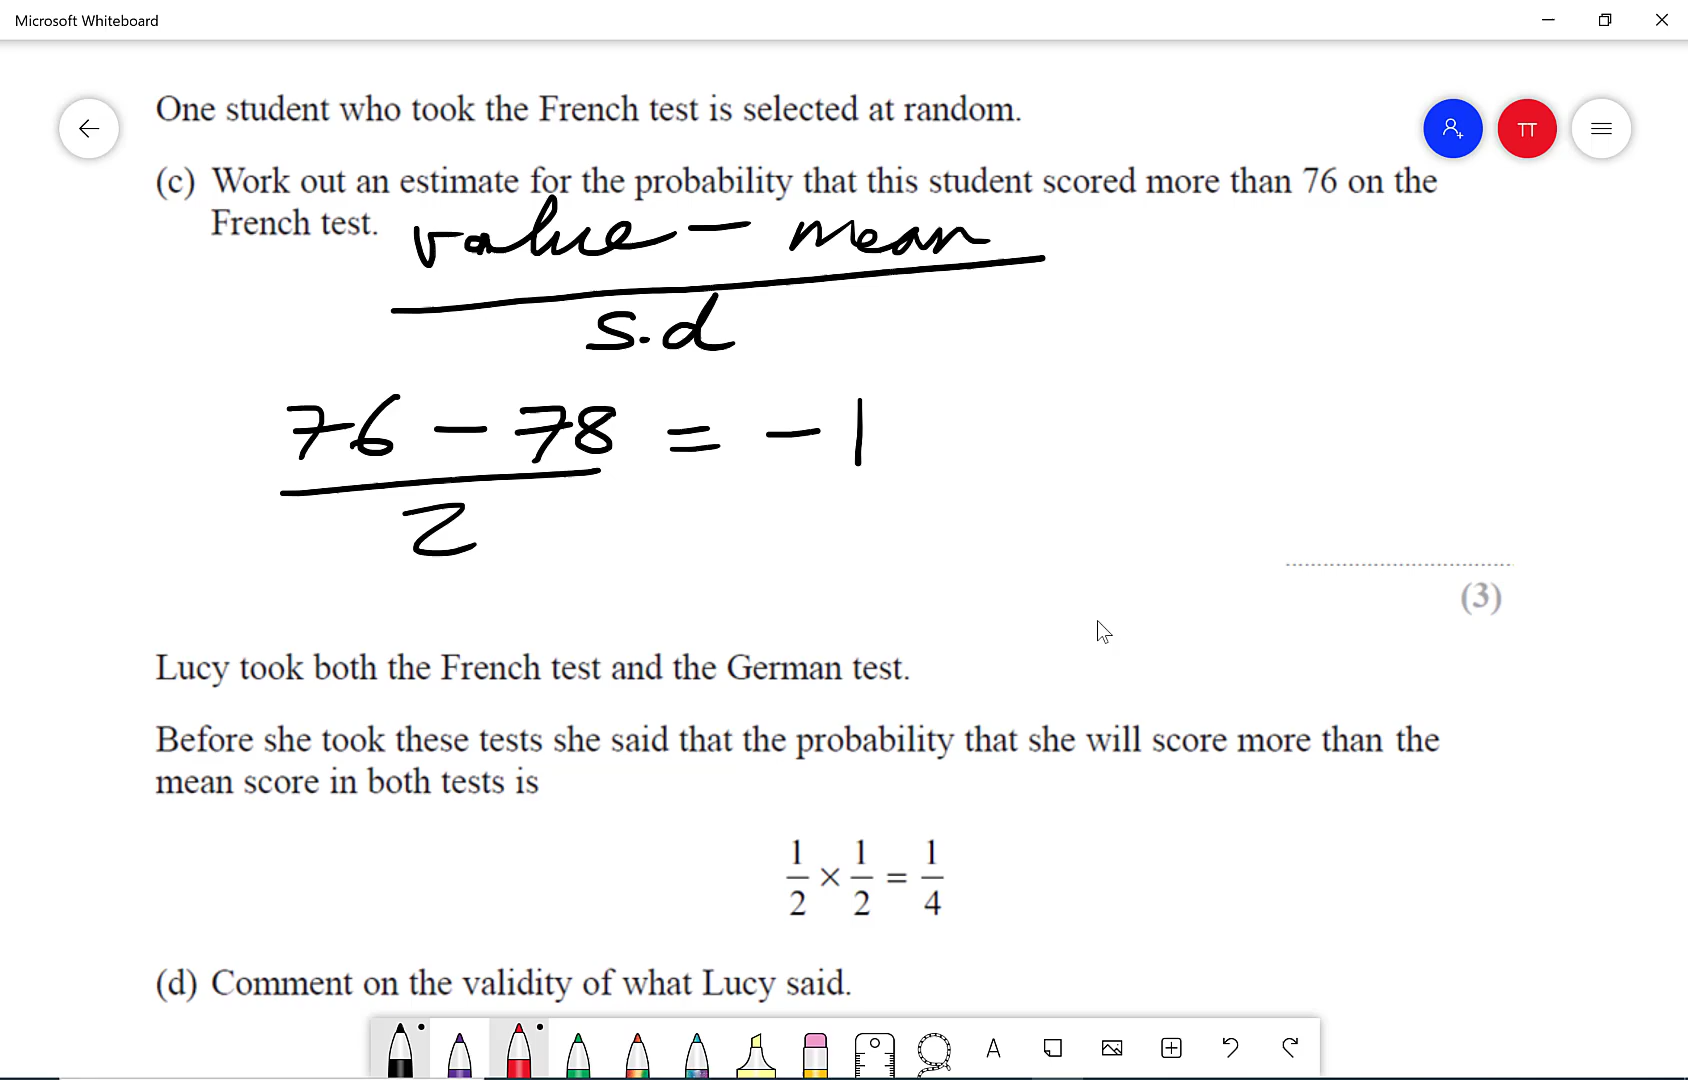 Microsoft Whiteboard
One student who took the French test is selected at random.
(c) Work out an estimate for the probability that this student scored more than 76 on the
French test.
value - mean
s.d
76 - 78 = - 1
2
(3)
Lucy took both the French test and the German test.
Before she took these tests she said that the probability that she will score more than the
mean score in both tests is
1/2 × 1/2 = 1/4
(d) Comment on the validity of what Lucy said.
TT
A